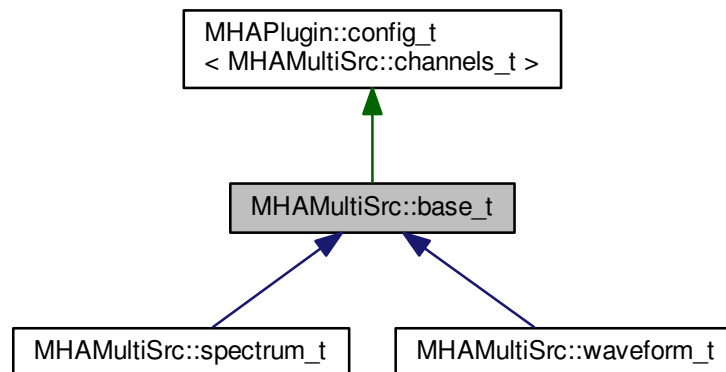 MHAPlugin::config_t
< MHAMultiSrc::channels_t >
MHAMultiSrc::base_t
MHAMultiSrc::spectrum_t
MHAMultiSrc::waveform_t